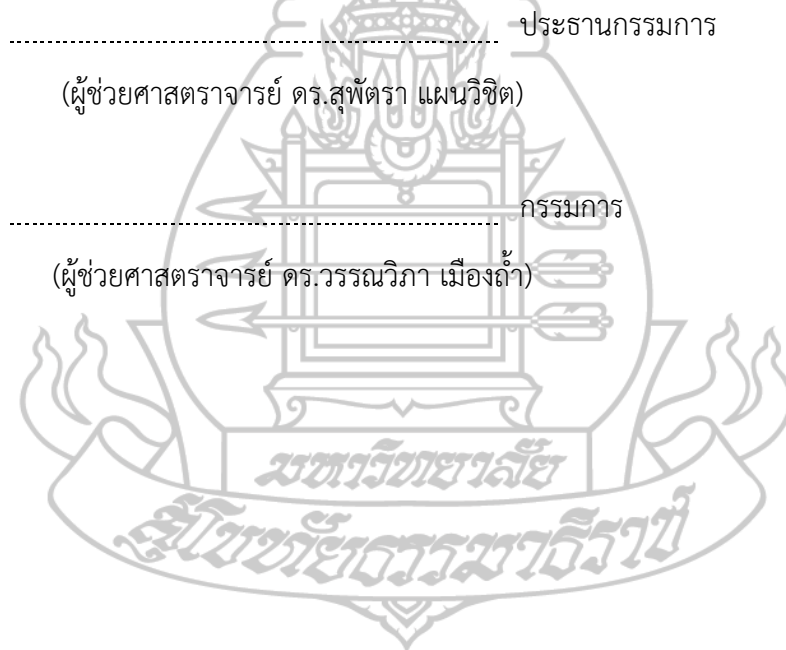 ประธานกรรมการ
(ผู้ช่วยศาสตราจารย์ ดร.สุพัตรา แผนวิชิต)
กรรมการ
(ผู้ช่วยศาสตราจารย์ ดร.วรรณวิภา เมืองถ้ำ)
มหาวิทยาลัย
สุโขทัยธรรมาธิราช